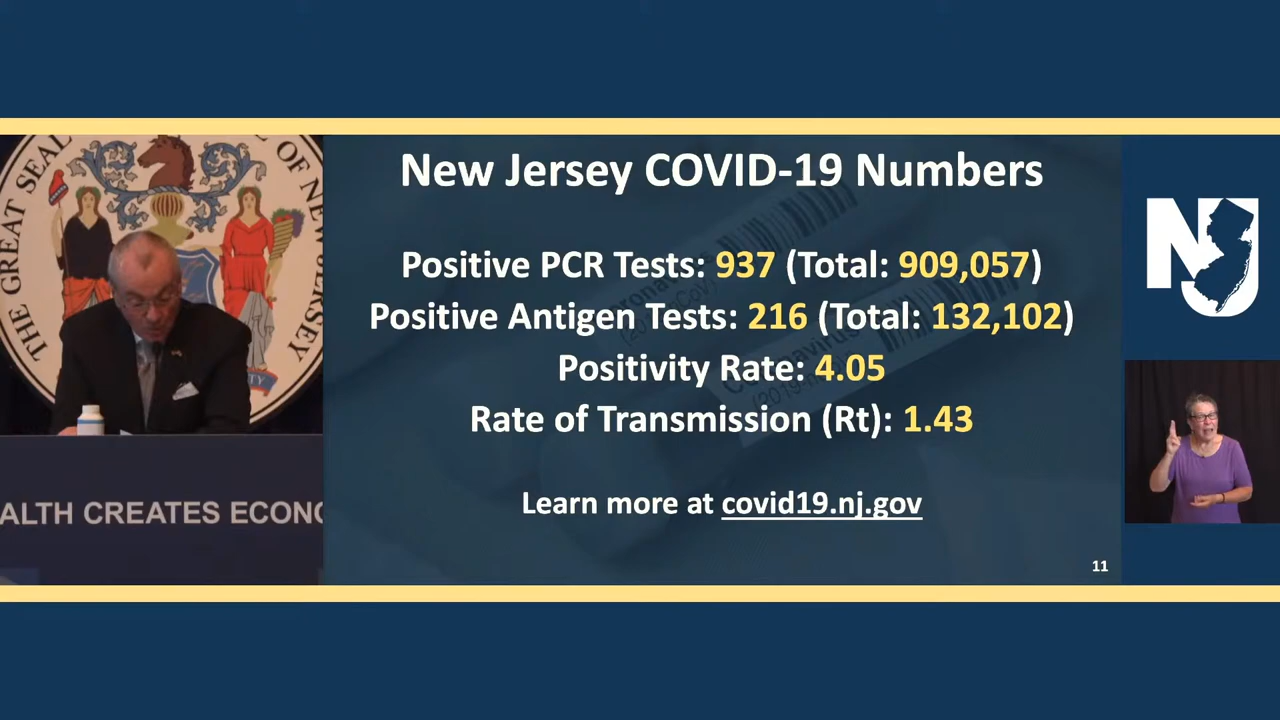 THE GREAT SEAL
OF NEW JERSEY
ALTH CREATES ECONO
New Jersey COVID-19 Numbers
Positive PCR Tests: 937 (Total: 909,057)
Positive Antigen Tests: 216 (Total: 132,102)
Positivity Rate: 4.05
Rate of Transmission (Rt): 1.43
Learn more at covid19.nj.gov
11
NJ